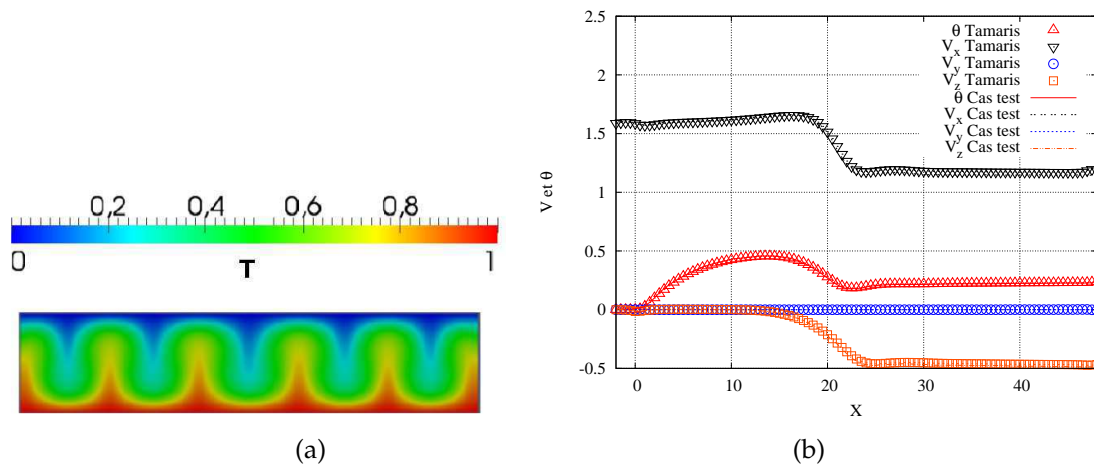 0,2 0,4 0,6 0,8
0 T 1
(a)
2.5
2
1.5
1
0.5
0
-0.5
V et θ
θ Tamaris
Vx Tamaris
Vy Tamaris
Vz Tamaris
θ Cas test
Vx Cas test
Vy Cas test
Vz Cas test
0 10 20 30 40
X
(b)